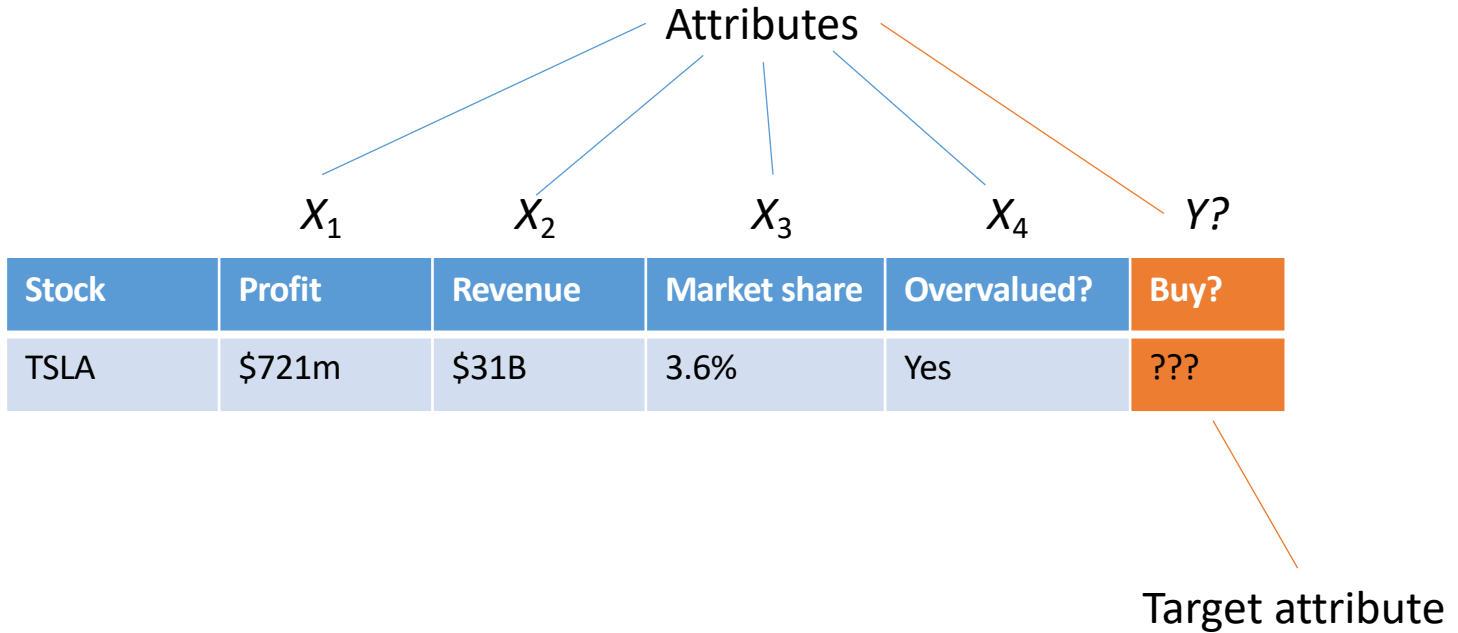 Attributes
X₁ X₂ X₃ X₄ Y?
Stock Profit Revenue Market share Overvalued? Buy?
TSLA $721m $31B 3.6% Yes ???
Target attribute